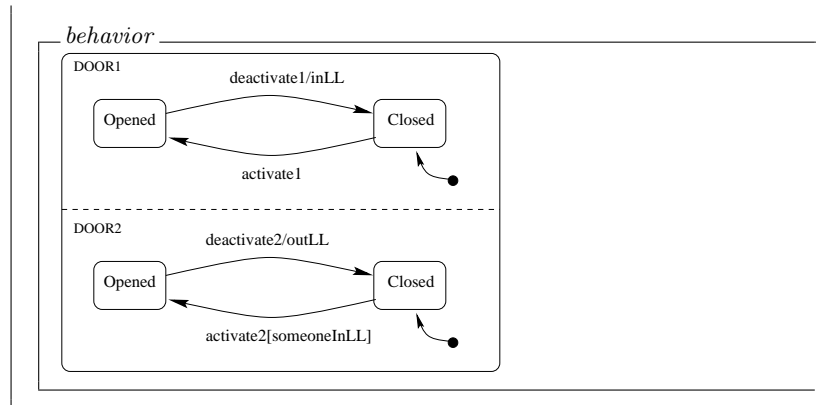 behavior
DOOR1
deactivate1/inLL
Opened
Closed
activate1
DOOR2
deactivate2/outLL
Opened
Closed
activate2[someoneInLL]